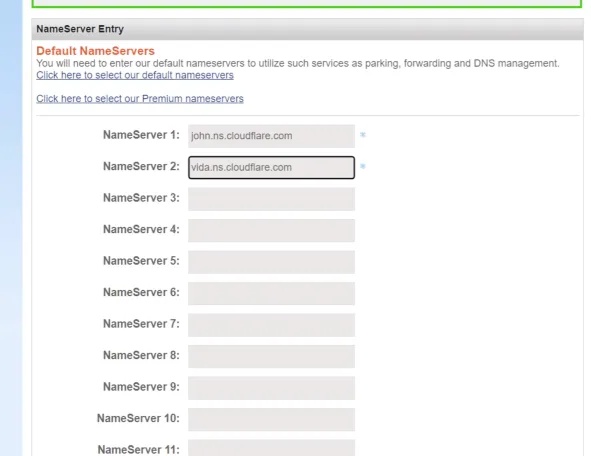 NameServer Entry
Default NameServers
You will need to enter our default nameservers to utilize such services as parking, forwarding and DNS management.
Click here to select our default nameservers
Click here to select our Premium nameservers
NameServer 1: john.ns.cloudflare.com *
NameServer 2: vida.ns.cloudflare.com *
NameServer 3:
NameServer 4:
NameServer 5:
NameServer 6:
NameServer 7:
NameServer 8:
NameServer 9:
NameServer 10:
NameServer 11: